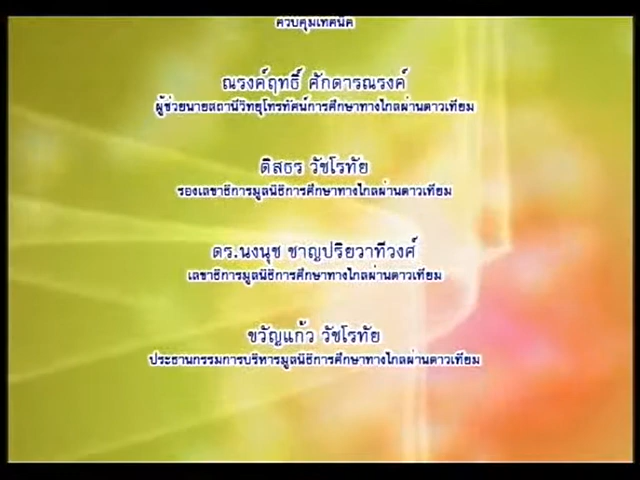 ควบคุมเทคนิค
ณรงค์ฤทธิ์ ศักดารณรงค์
ผู้ช่วยนายสถานีวิทยุโทรทัศน์การศึกษาทางไกลผ่านดาวเทียม
ดิสธร วัชโรทัย
รองเลขาธิการมูลนิธิการศึกษาทางไกลผ่านดาวเทียม
ดร.นงนุช ชาญปริยวาทีวงศ์
เลขาธิการมูลนิธิการศึกษาทางไกลผ่านดาวเทียม
ขวัญแก้ว วัชโรทัย
ประธานกรรมการบริหารมูลนิธิการศึกษาทางไกลผ่านดาวเทียม